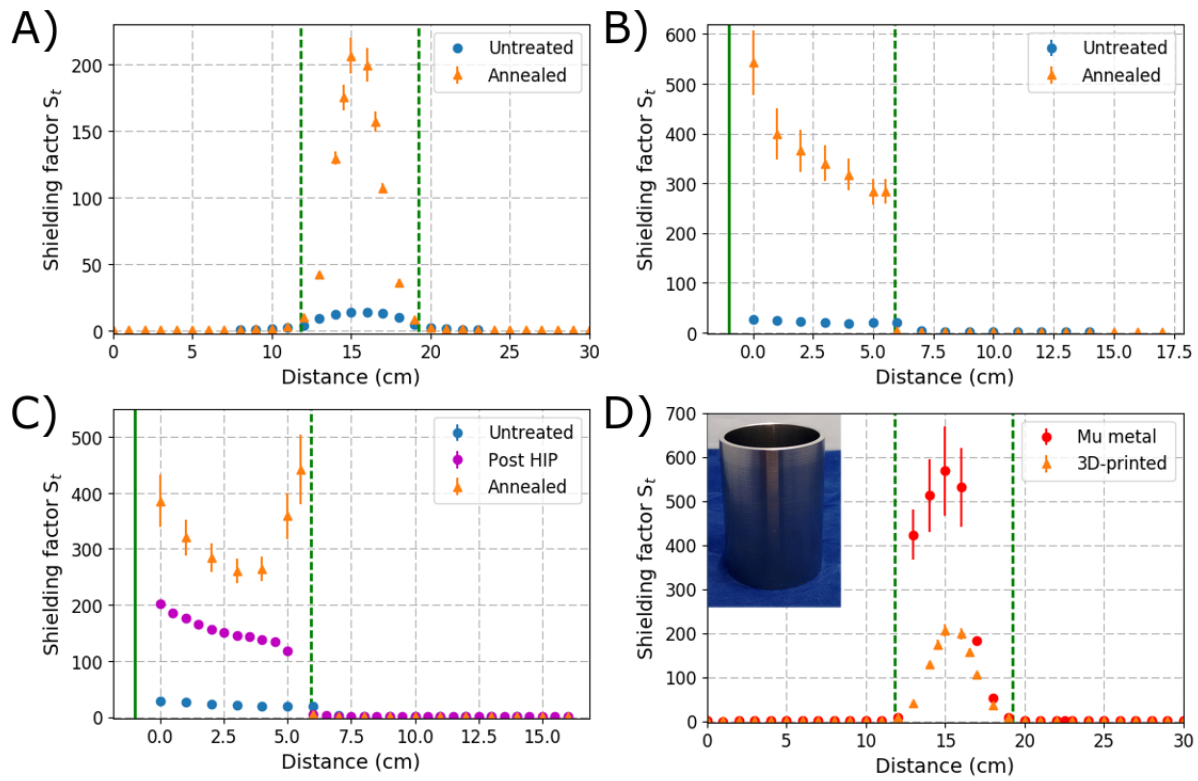 A)
Shielding factor Sₜ
200
150
100
50
0
Untreated
Annealed
0 5 10 15 20 25 30
Distance (cm)
B)
Shielding factor Sₜ
600
500
400
300
200
100
0
Untreated
Annealed
0.0 2.5 5.0 7.5 10.0 12.5 15.0 17.5
Distance (cm)
C)
Shielding factor Sₜ
500
400
300
200
100
0
Untreated
Post HIP
Annealed
0.0 2.5 5.0 7.5 10.0 12.5 15.0
Distance (cm)
D)
Shielding factor Sₜ
700
600
500
400
300
200
100
0
Mu metal
3D-printed
0 5 10 15 20 25 30
Distance (cm)